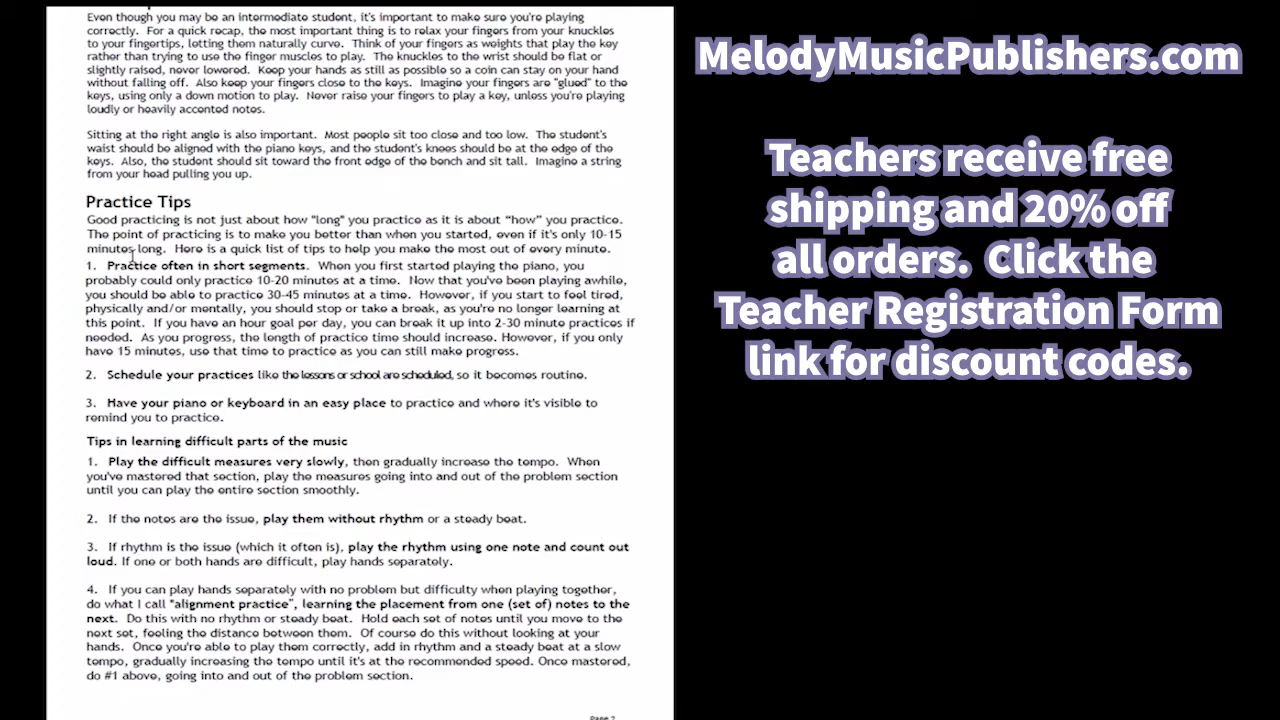 Even though you may be an intermediate student, it's important to make sure you're playing
correctly. For a quick recap, the most important thing is to relax your fingers from your knuckles
to your fingertips, letting them naturally curve. Think of your fingers as weights that play the key
rather than trying to use the finger muscles to play. The knuckles to the wrist should be flat or
slightly raised, never lowered. Keep your hands as still as possible so a coin can stay on your hand
without falling off. Also keep your fingers close to the keys. Imagine your fingers are "glued" to the
keys, using only a down motion to play. Never raise your fingers to play a key, unless you're playing
loudly or heavily accented notes.
Sitting at the right angle is also important. Most people sit too close and too low. The student's
waist should be aligned with the piano keys, and the student's knees should be at the edge of the
keys. Also, the student should sit toward the front edge of the bench and sit tall. Imagine a string
from your head pulling you up.
Practice Tips
Good practicing is not just about how "long" you practice as it is about “how” you practice.
The point of practicing is to make you better than when you started, even if it's only 10-15
minutes long. Here is a quick list of tips to help you make the most out of every minute.
1. Practice often in short segments. When you first started playing the piano, you
probably could only practice 10-20 minutes at a time. Now that you've been playing awhile,
you should be able to practice 30-45 minutes at a time. However, if you start to feel tired,
physically and/or mentally, you should stop or take a break, as you're no longer learning at
this point. If you have an hour goal per day, you can break it up into 2-30 minute practices if
needed. As you progress, the length of practice time should increase. However, if you only
have 15 minutes, use that time to practice as you can still make progress.
2. Schedule your practices like the lessons or school are scheduled, so it becomes routine.
3. Have your piano or keyboard in an easy place to practice and where it's visible to
remind you to practice.
Tips in learning difficult parts of the music
1. Play the difficult measures very slowly, then gradually increase the tempo. When
you've mastered that section, play the measures going into and out of the problem section
until you can play the entire section smoothly.
2. If the notes are the issue, play them without rhythm or a steady beat.
3. If rhythm is the issue (which it often is), play the rhythm using one note and count out
loud. If one or both hands are difficult, play hands separately.
4. If you can play hands separately with no problem but difficulty when playing together,
do what I call "alignment practice", learning the placement from one (set of) notes to the
next. Do this with no rhythm or steady beat. Hold each set of notes until you move to the
next set, feeling the distance between them. Of course do this without looking at your
hands. Once you're able to play them correctly, add in rhythm and a steady beat at a slow
tempo, gradually increasing the tempo until it's at the recommended speed. Once mastered,
do #1 above, going into and out of the problem section.
Page 2
MelodyMusicPublishers.com
Teachers receive free
shipping and 20% off
all orders. Click the
Teacher Registration Form
link for discount codes.